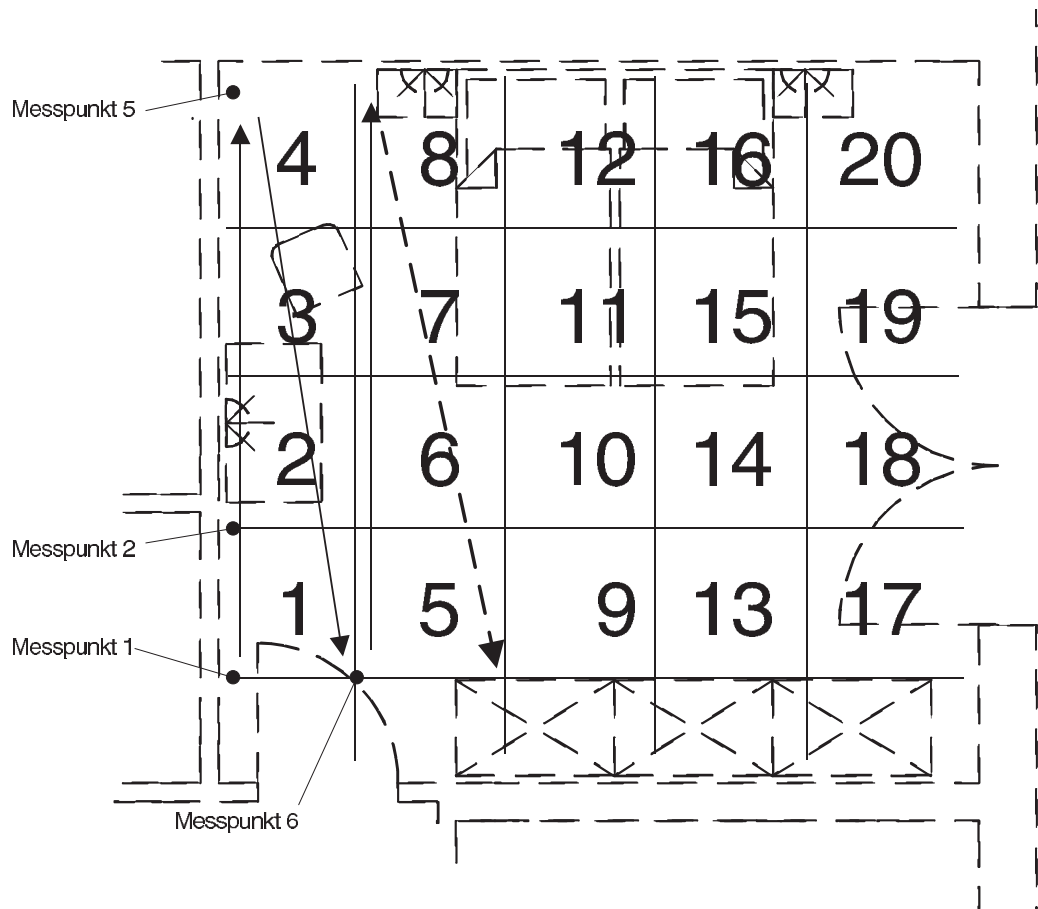 Messpunkt 5
4 8 12 16 20
3 7 11 15 19
2 6 10 14 18
Messpunkt 2
1 5 9 13 17
Messpunkt 1
Messpunkt 6